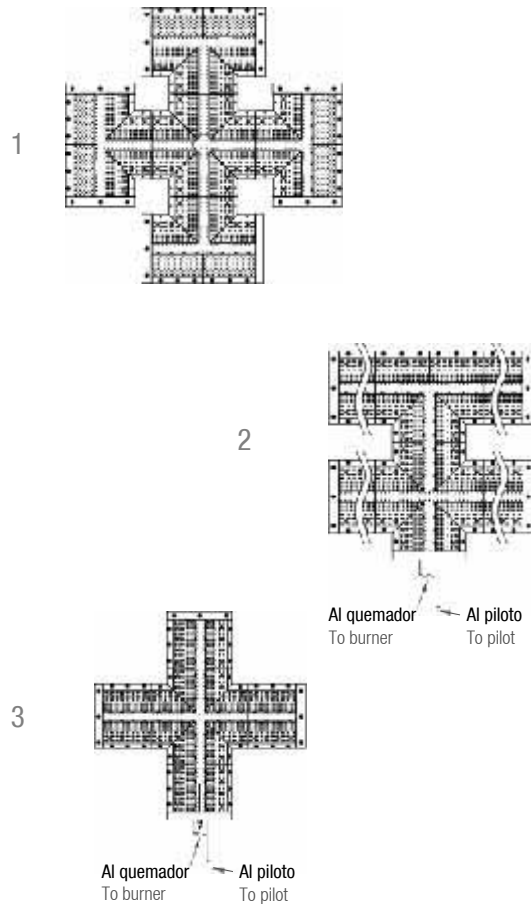 1
2
Al quemador
To burner
Al piloto
To pilot
3
Al quemador
To burner
Al piloto
To pilot